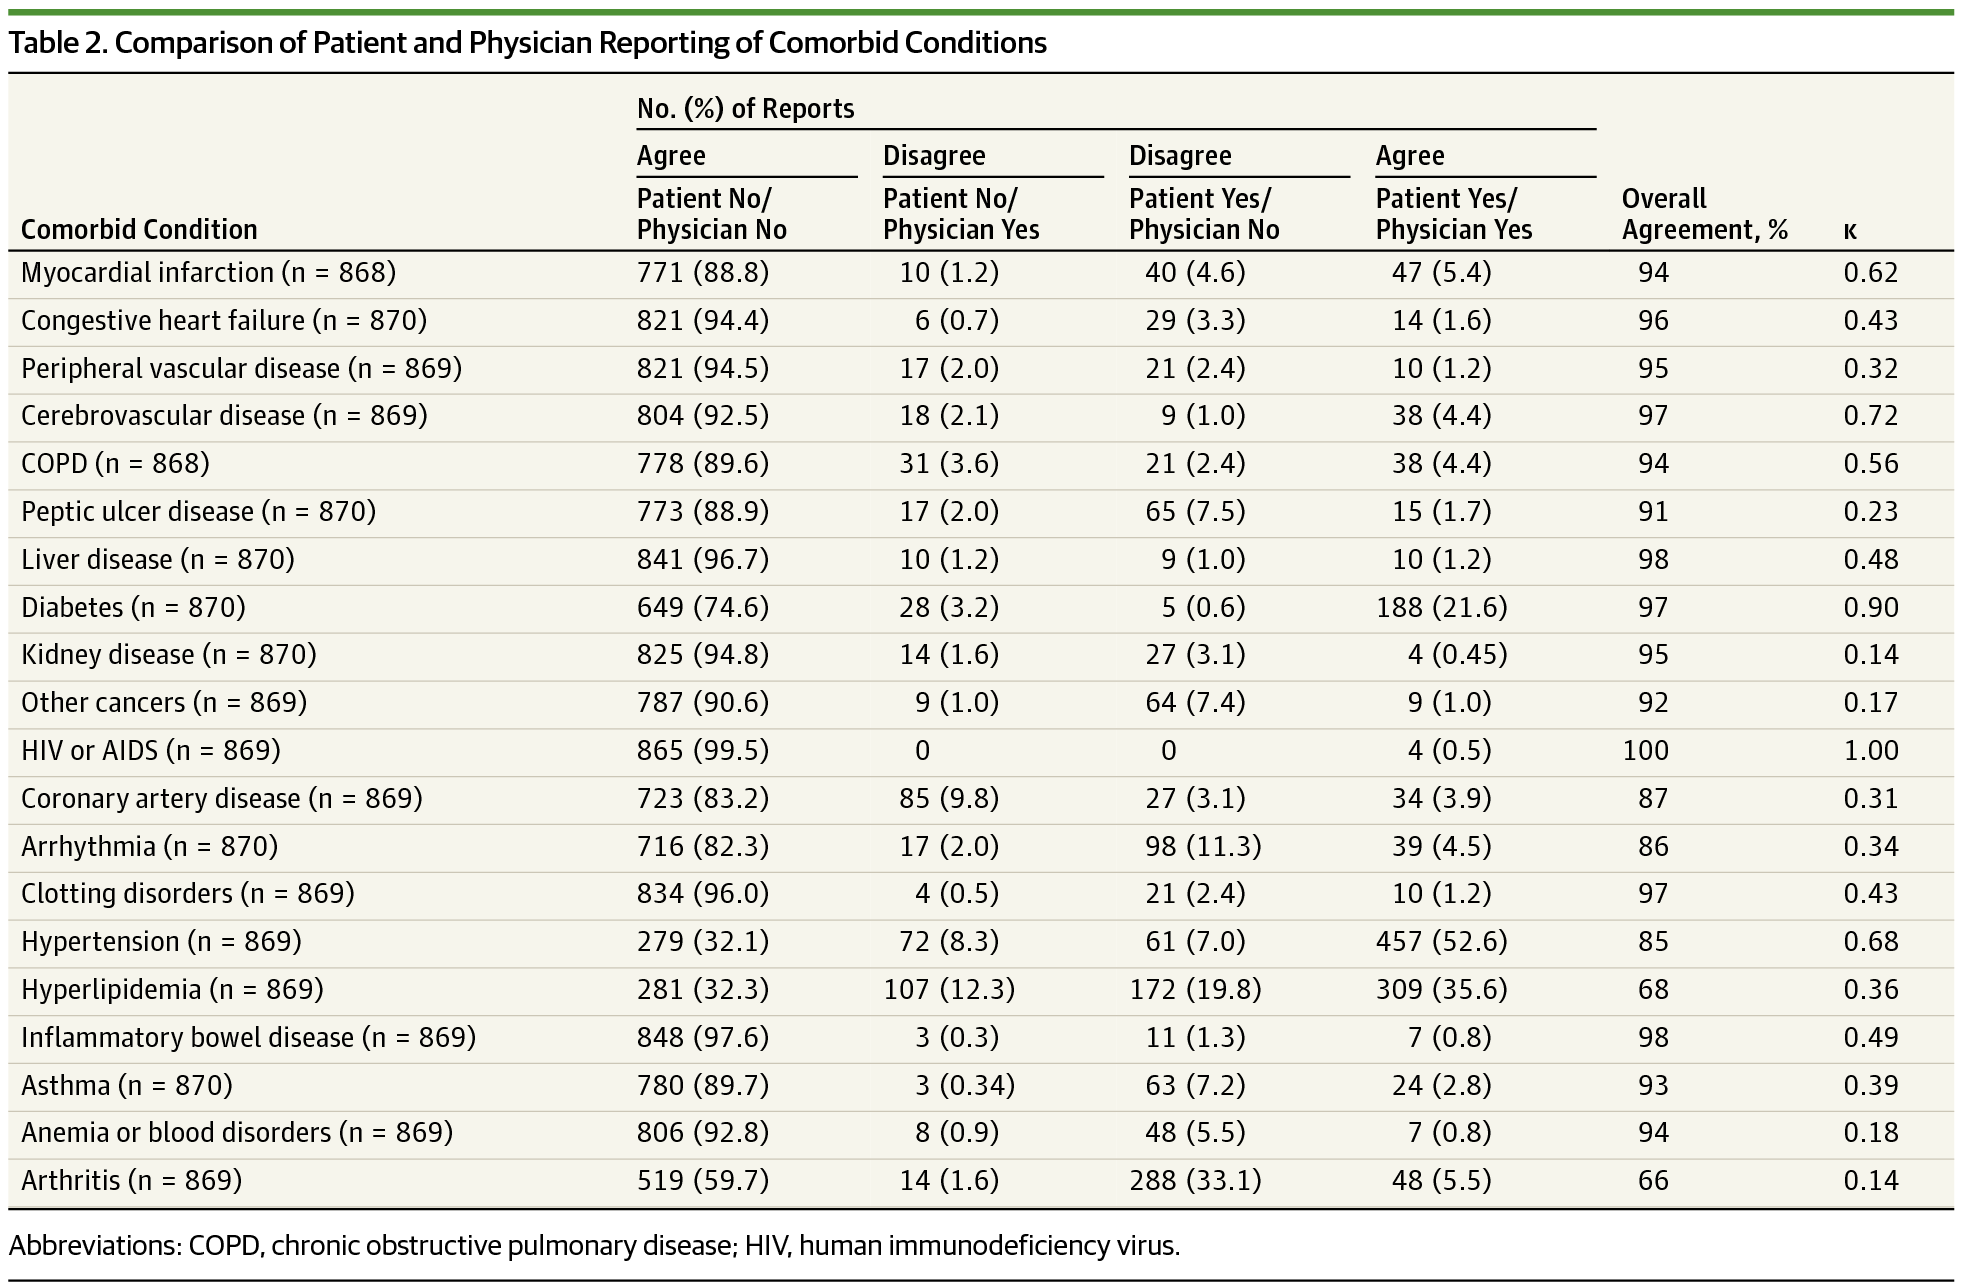 Table 2. Comparison of Patient and Physician Reporting of Comorbid Conditions
No. (%) of Reports
Agree Disagree Disagree Agree
Patient No/ Patient No/ Patient Yes/ Patient Yes/ Overall
Comorbid Condition Physician No Physician Yes Physician No Physician Yes Agreement, % κ
Myocardial infarction (n = 868) 771 (88.8) 10 (1.2) 40 (4.6) 47 (5.4) 94 0.62
Congestive heart failure (n = 870) 821 (94.4) 6 (0.7) 29 (3.3) 14 (1.6) 96 0.43
Peripheral vascular disease (n = 869) 821 (94.5) 17 (2.0) 21 (2.4) 10 (1.2) 95 0.32
Cerebrovascular disease (n = 869) 804 (92.5) 18 (2.1) 9 (1.0) 38 (4.4) 97 0.72
COPD (n = 868) 778 (89.6) 31 (3.6) 21 (2.4) 38 (4.4) 94 0.56
Peptic ulcer disease (n = 870) 773 (88.9) 17 (2.0) 65 (7.5) 15 (1.7) 91 0.23
Liver disease (n = 870) 841 (96.7) 10 (1.2) 9 (1.0) 10 (1.2) 98 0.48
Diabetes (n = 870) 649 (74.6) 28 (3.2) 5 (0.6) 188 (21.6) 97 0.90
Kidney disease (n = 870) 825 (94.8) 14 (1.6) 27 (3.1) 4 (0.45) 95 0.14
Other cancers (n = 869) 787 (90.6) 9 (1.0) 64 (7.4) 9 (1.0) 92 0.17
HIV or AIDS (n = 869) 865 (99.5) 0 0 4 (0.5) 100 1.00
Coronary artery disease (n = 869) 723 (83.2) 85 (9.8) 27 (3.1) 34 (3.9) 87 0.31
Arrhythmia (n = 870) 716 (82.3) 17 (2.0) 98 (11.3) 39 (4.5) 86 0.34
Clotting disorders (n = 869) 834 (96.0) 4 (0.5) 21 (2.4) 10 (1.2) 97 0.43
Hypertension (n = 869) 279 (32.1) 72 (8.3) 61 (7.0) 457 (52.6) 85 0.68
Hyperlipidemia (n = 869) 281 (32.3) 107 (12.3) 172 (19.8) 309 (35.6) 68 0.36
Inflammatory bowel disease (n = 869) 848 (97.6) 3 (0.3) 11 (1.3) 7 (0.8) 98 0.49
Asthma (n = 870) 780 (89.7) 3 (0.34) 63 (7.2) 24 (2.8) 93 0.39
Anemia or blood disorders (n = 869) 806 (92.8) 8 (0.9) 48 (5.5) 7 (0.8) 94 0.18
Arthritis (n = 869) 519 (59.7) 14 (1.6) 288 (33.1) 48 (5.5) 66 0.14
Abbreviations: COPD, chronic obstructive pulmonary disease; HIV, human immunodeficiency virus.